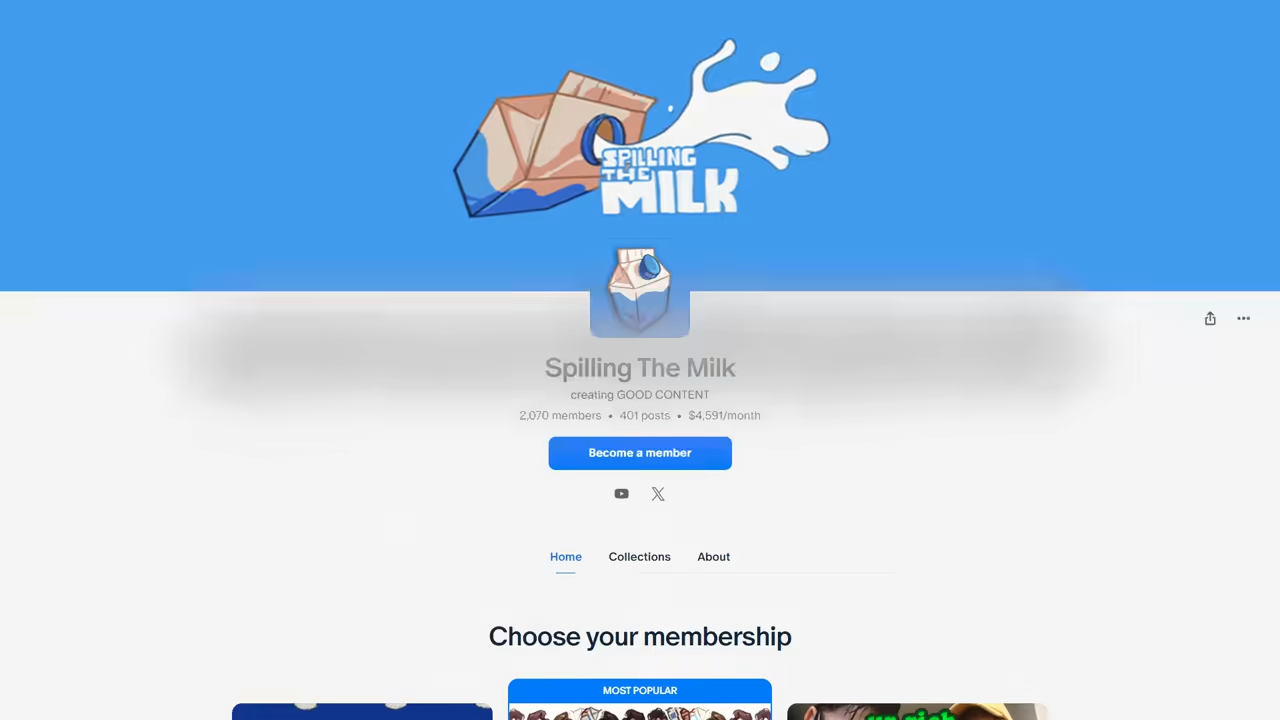 SPILLING
THE
MILK
Spilling The Milk
creating GOOD CONTENT
2,070 members • 401 posts • $4,591/month
Become a member
Home Collections About
Choose your membership
MOST POPULAR